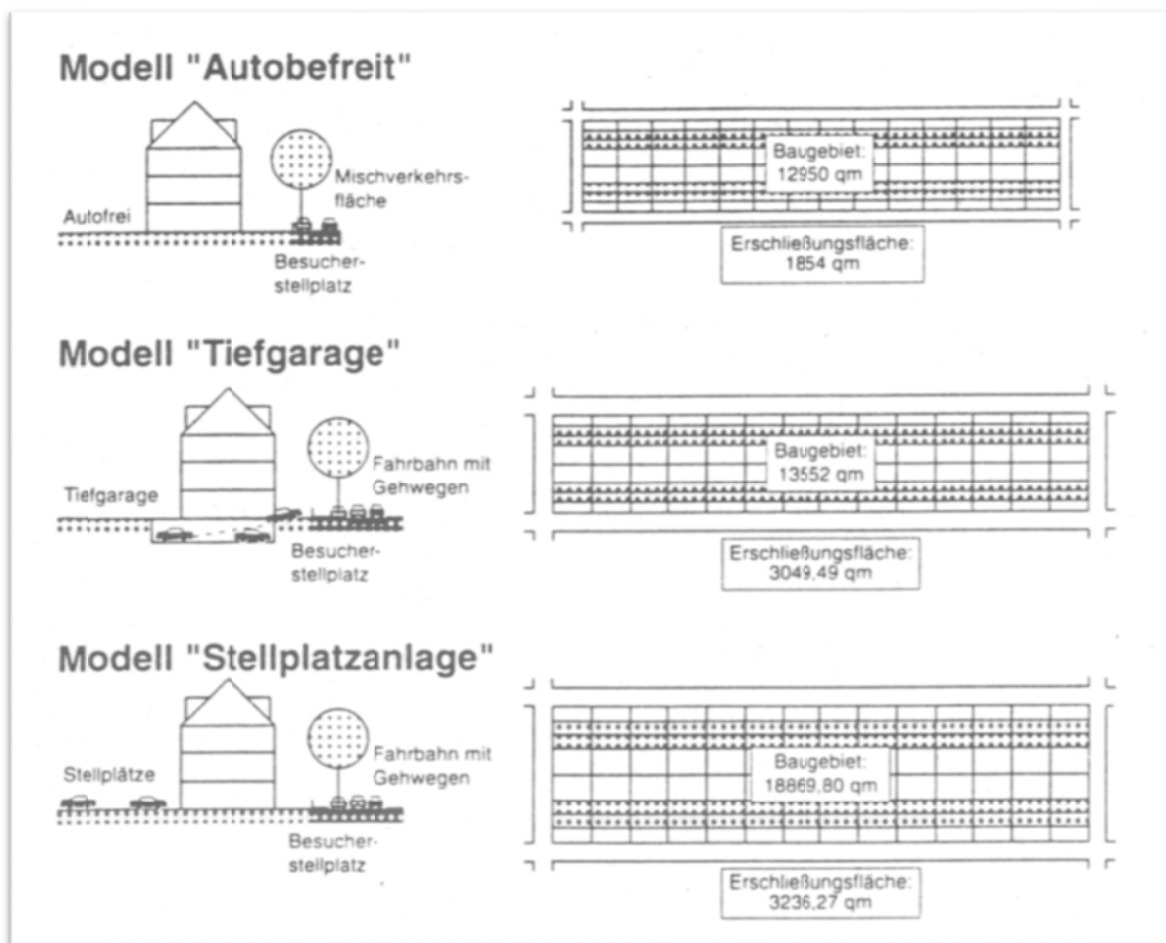 Modell "Autobefreit"
Autofrei
Mischverkehrs-
fläche
Besucher-
stellplatz
Baugebiet:
12950 qm
Erschließungsfläche:
1854 qm
Modell "Tiefgarage"
Tiefgarage
Fahrbahn mit
Gehwegen
Besucher-
stellplatz
Baugebiet:
13552 qm
Erschließungsfläche:
3049,49 qm
Modell "Stellplatzanlage"
Stellplätze
Fahrbahn mit
Gehwegen
Besucher-
stellplatz
Baugebiet:
18869,80 qm
Erschließungsfläche:
3236,27 qm